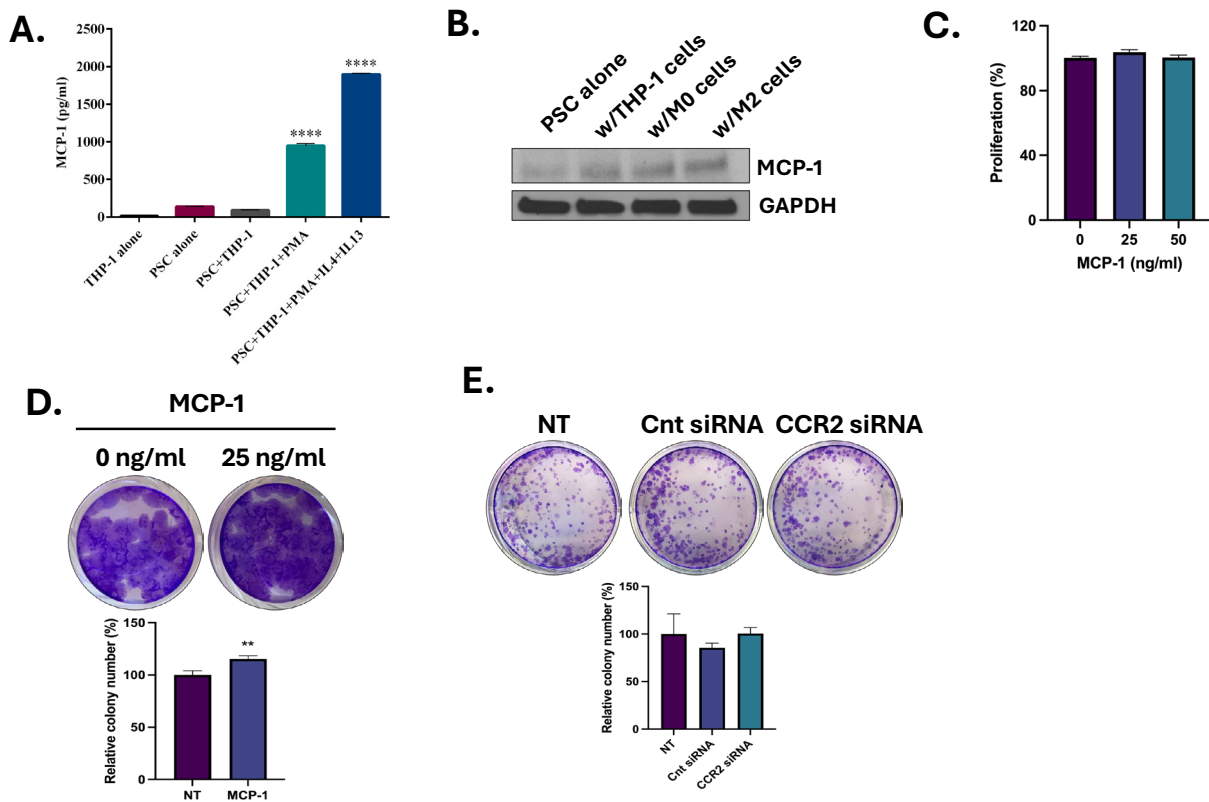 A.
MCP-1 (pg/ml)
2500
2000
1500
1000
500
0
****
****
THP-1 alone
PSC alone
PSC+THP-1
PSC+THP-1+PMA
PSC+THP-1+PMA+IL4+IL13
B.
PSC alone
w/THP-1 cells
w/M0 cells
w/M2 cells
MCP-1
GAPDH
C.
Proliferation (%)
120
80
40
0
0 25 50
MCP-1 (ng/ml)
D.
MCP-1
0 ng/ml 25 ng/ml
Relative colony number (%)
150
100
50
0
**
NT MCP-1
E.
NT Cnt siRNA CCR2 siRNA
Relative colony number (%)
150
100
50
0
NT
Cnt siRNA
CCR2 siRNA